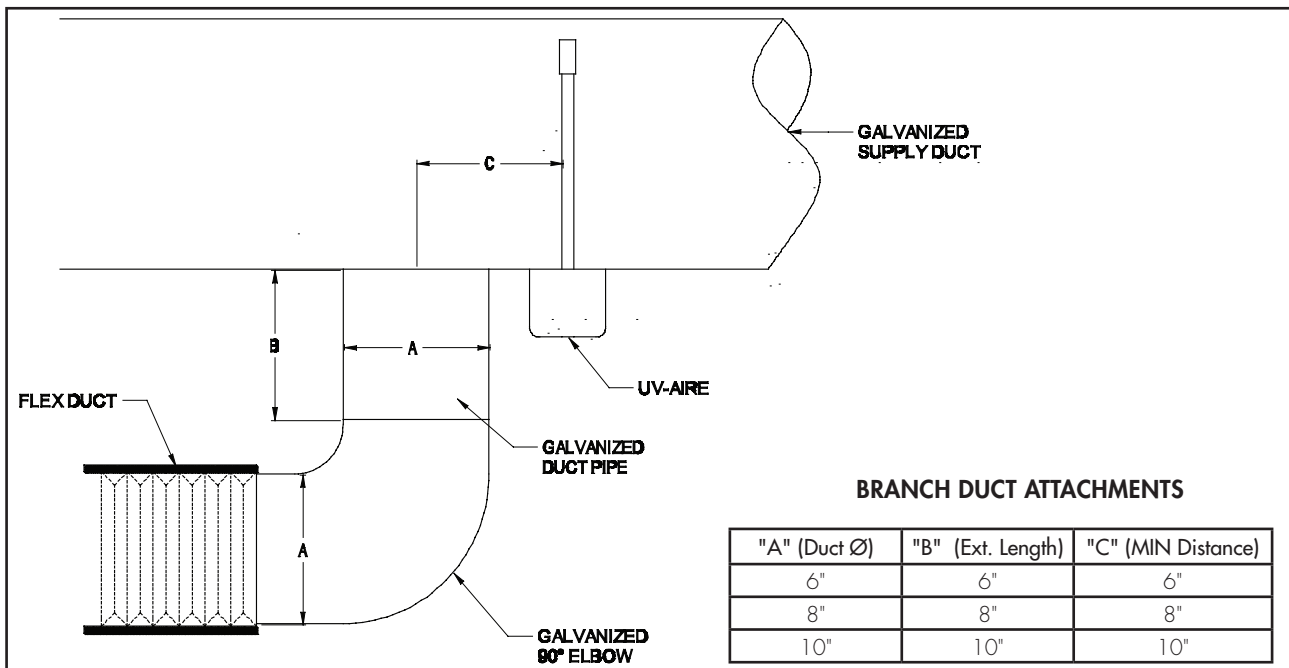 GALVANIZED
SUPPLY DUCT
C
B
A
UV-AIRE
FLEX DUCT
GALVANIZED
DUCT PIPE
A
GALVANIZED
90° ELBOW
BRANCH DUCT ATTACHMENTS
"A" (Duct Ø) "B" (Ext. Length) "C" (MIN Distance)
6" 6" 6"
8" 8" 8"
10" 10" 10"